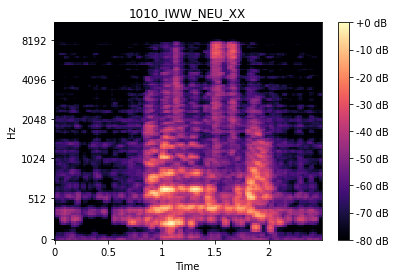 1010_IWW_NEU_XX
8192
4096
2048
1024
512
0
Hz
0
0.5
1
1.5
2
Time
+0 dB
-10 dB
-20 dB
-30 dB
-40 dB
-50 dB
-60 dB
-70 dB
-80 dB